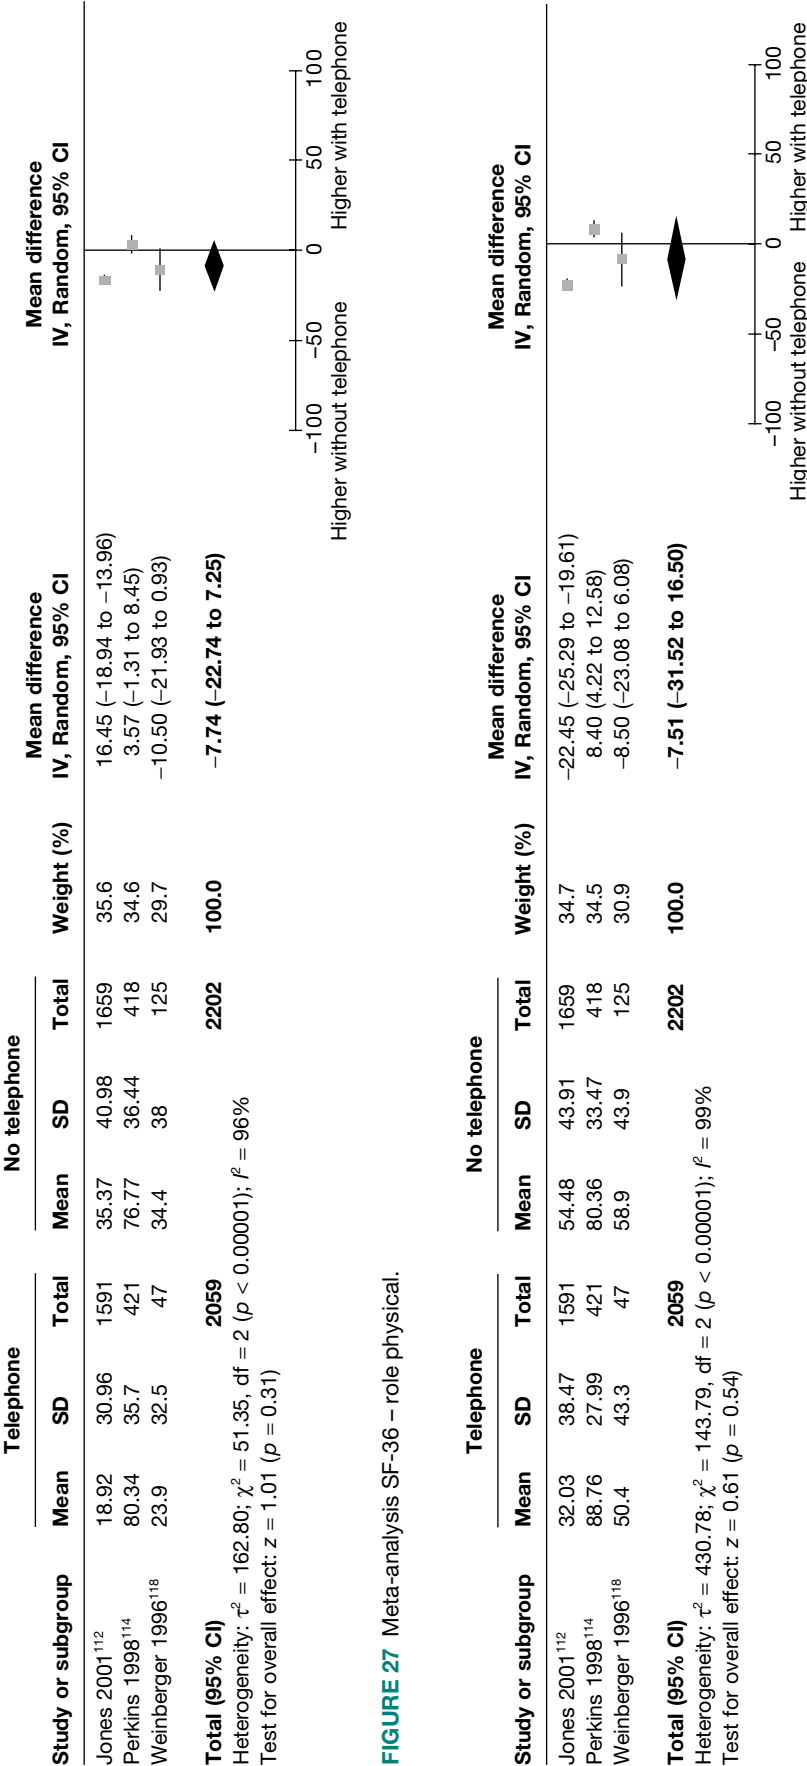 Telephone No telephone Mean difference Mean difference
Study or subgroup Mean SD Total Mean SD Total Weight (%) IV, Random, 95% CI IV, Random, 95% CI
Jones 2001¹¹² 18.92 30.96 1591 35.37 40.98 1659 35.6 16.45 (−18.94 to −13.96)
Perkins 1998¹¹⁴ 80.34 35.7 421 76.77 36.44 418 34.6 3.57 (−1.31 to 8.45)
Weinberger 1996¹¹⁸ 23.9 32.5 47 34.4 38 125 29.7 −10.50 (−21.93 to 0.93)
Total (95% CI) 2059 2202 100.0 −7.74 (−22.74 to 7.25)
Heterogeneity: τ² = 162.80; χ² = 51.35, df = 2 (p < 0.00001); I² = 96%
Test for overall effect: z = 1.01 (p = 0.31)
−100 −50 0 50 100
Higher without telephone Higher with telephone
FIGURE 27 Meta-analysis SF-36 – role physical.
Telephone No telephone Mean difference Mean difference
Study or subgroup Mean SD Total Mean SD Total Weight (%) IV, Random, 95% CI IV, Random, 95% CI
Jones 2001¹¹² 32.03 38.47 1591 54.48 43.91 1659 34.7 −22.45 (−25.29 to −19.61)
Perkins 1998¹¹⁴ 88.76 27.99 421 80.36 33.47 418 34.5 8.40 (4.22 to 12.58)
Weinberger 1996¹¹⁸ 50.4 43.3 47 58.9 43.9 125 30.9 −8.50 (−23.08 to 6.08)
Total (95% CI) 2059 2202 100.0 −7.51 (−31.52 to 16.50)
Heterogeneity: τ² = 430.78; χ² = 143.79, df = 2 (p < 0.00001); I² = 99%
Test for overall effect: z = 0.61 (p = 0.54)
−100 −50 0 50 100
Higher without telephone Higher with telephone